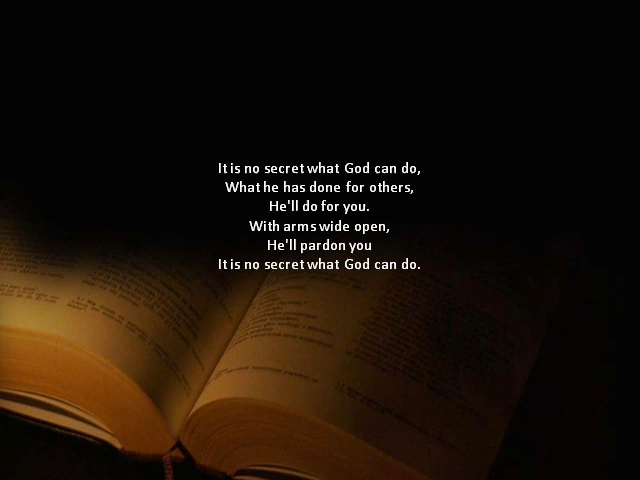 It is no secret what God can do,
What he has done for others,
He'll do for you.
With arms wide open,
He'll pardon you
It is no secret what God can do.